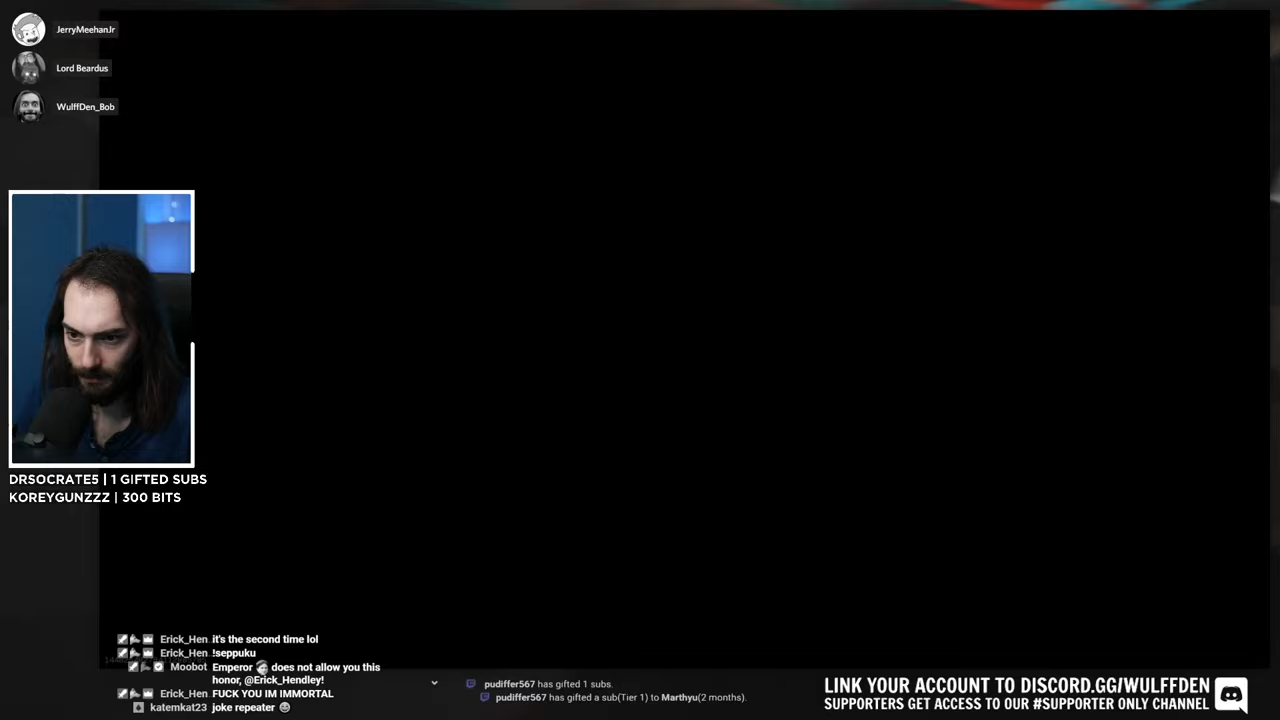 JerryMeehanJr
Lord Beardus
WulffDen_Bob
DRSOCRATE5 | 1 GIFTED SUBS
KOREYGUNZZZ | 300 BITS
Erick_Hen it's the second time lol
Erick_Hen !seppuku
Moobot Emperor does not allow you this
honor, @Erick_Hendley!
Erick_Hen FUCK YOU IM IMMORTAL
katemkat23 joke repeater
pudiffer567 has gifted 1 subs.
pudiffer567 has gifted a sub(Tier 1) to Marthyu(2 months).
LINK YOUR ACCOUNT TO DISCORD.GG/WULFFDEN
SUPPORTERS GET ACCESS TO OUR #SUPPORTER ONLY CHANNEL